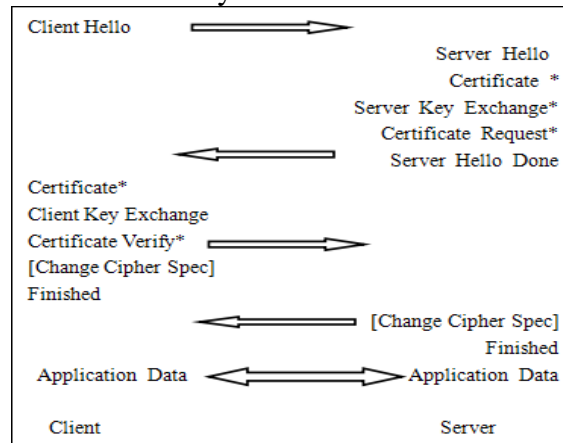 Client Hello
Server Hello
Certificate *
Server Key Exchange*
Certificate Request*
Server Hello Done
Certificate*
Client Key Exchange
Certificate Verify*
[Change Cipher Spec]
Finished
[Change Cipher Spec]
Finished
Application Data Application Data
Client Server